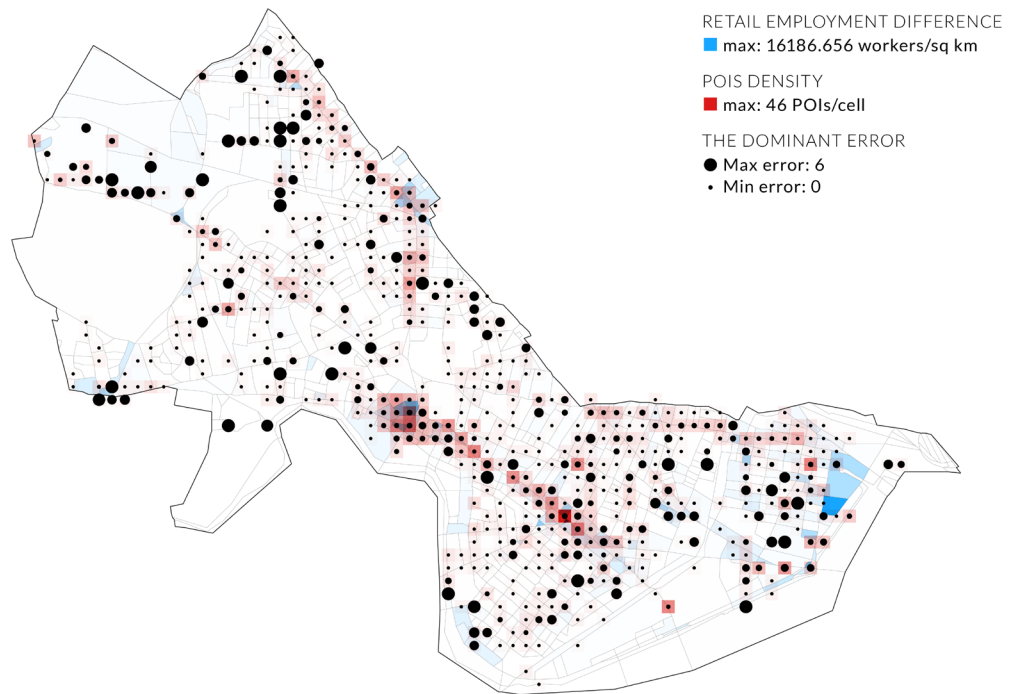 RETAIL EMPLOYMENT DIFFERENCE
max: 16186.656 workers/sq km
POIS DENSITY
max: 46 POIs/cell
THE DOMINANT ERROR
Max error: 6
Min error: 0